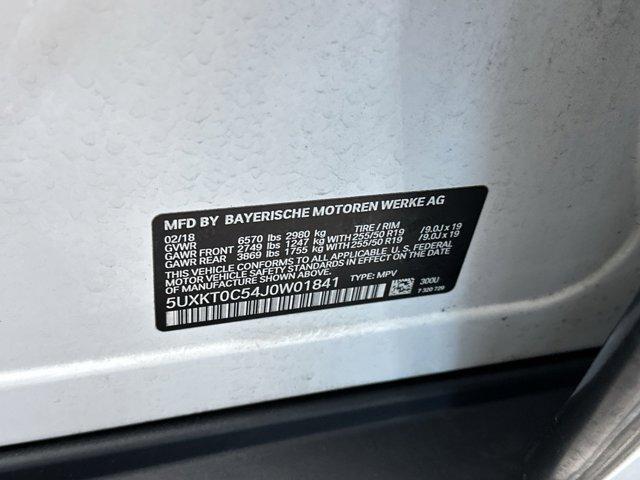 MFD BY BAYERISCHE MOTOREN WERKE AG
02/18 TIRE / RIM
GVWR 6570 lbs 2980 kg
GAWR FRONT 2749 lbs 1247 kg WITH 255/50 R19 /9.0J x 19
GAWR REAR 3869 lbs 1755 kg WITH 255/50 R19 /9.0J x 19
THIS VEHICLE CONFORMS TO ALL APPLICABLE U.S. FEDERAL
MOTOR VEHICLE SAFETY STANDARDS IN EFFECT ON THE
DATE OF MANUFACTURE SHOWN ABOVE.
5UXKT0C54J0W01841 TYPE: MPV
300U
7 320 729